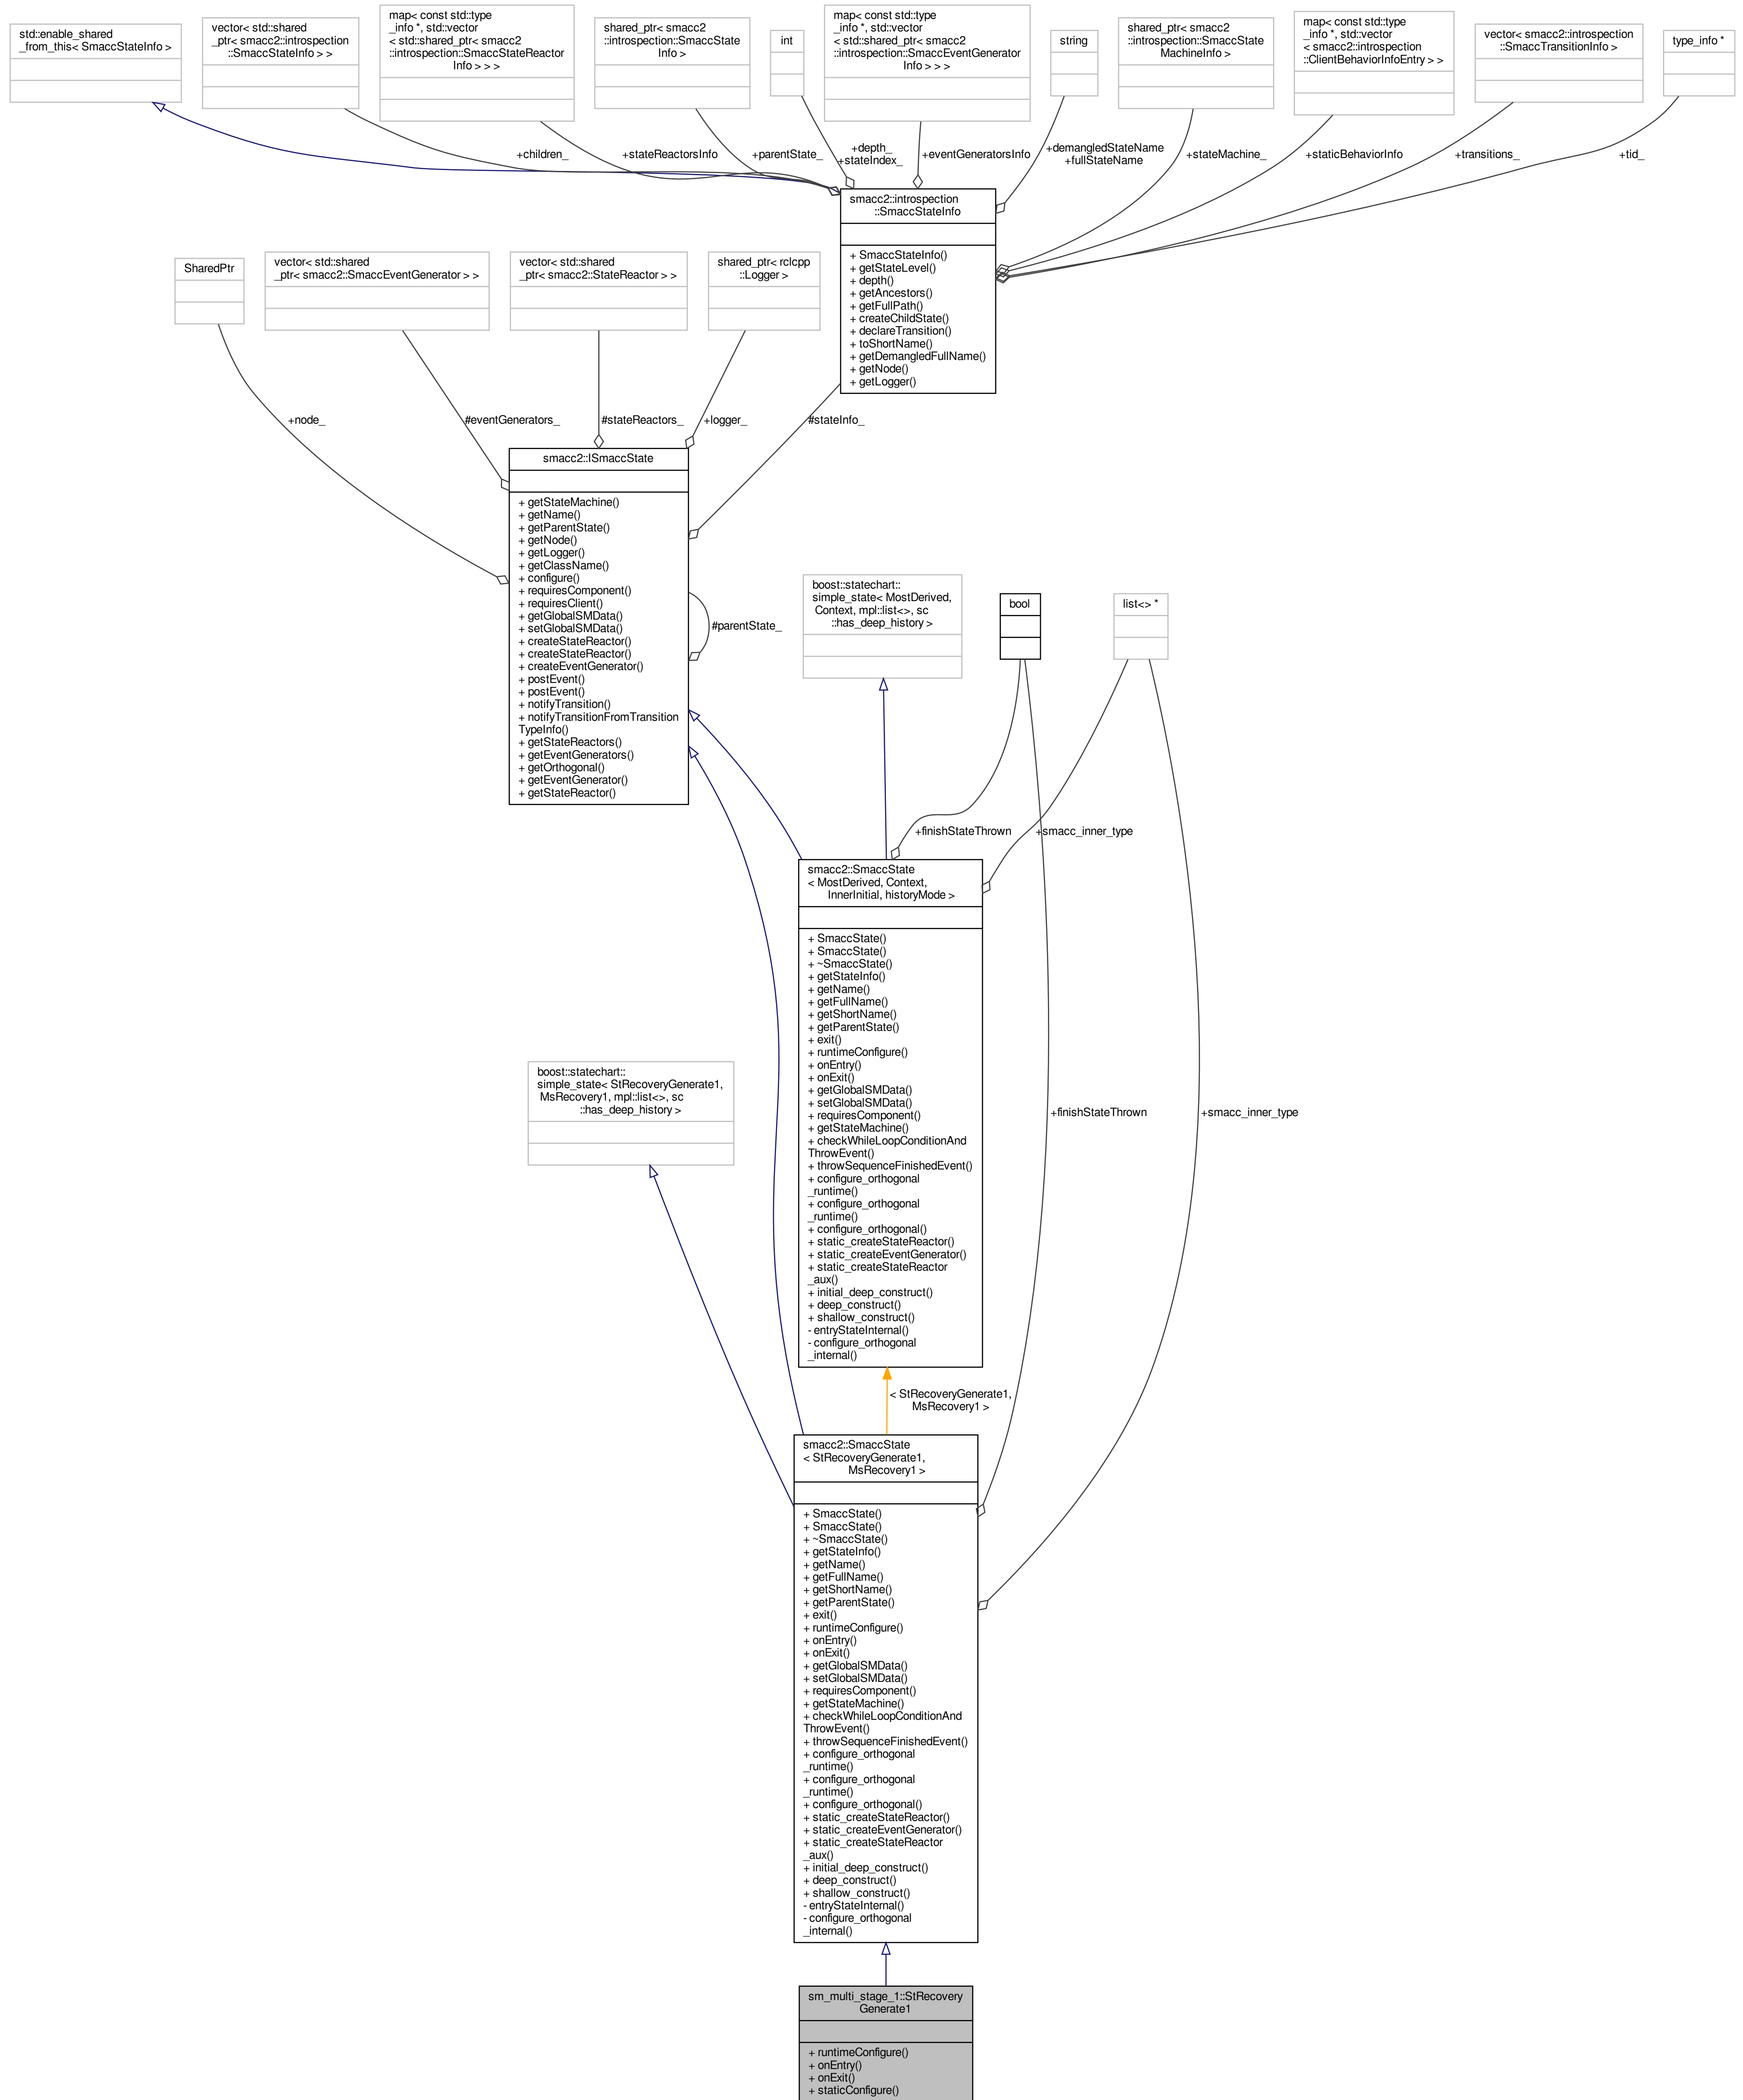 std::enable_shared
_from_this< SmaccStateInfo >
vector< std::shared
_ptr< smacc2::introspection
::SmaccStateInfo > >
map< const std::type
_info *, std::vector
< std::shared_ptr< smacc2
::introspection::SmaccStateReactor
Info > > >
shared_ptr< smacc2
::introspection::SmaccState
Info >
int
map< const std::type
_info *, std::vector
< std::shared_ptr< smacc2
::introspection::SmaccEventGenerator
Info > > >
string
shared_ptr< smacc2
::introspection::SmaccState
MachineInfo >
map< const std::type
_info *, std::vector
< smacc2::introspection
::ClientBehaviorInfoEntry > >
vector< smacc2::introspection
::SmaccTransitionInfo >
type_info *
+children_
+stateReactorsInfo
+parentState_
+depth_
+stateIndex_
+eventGeneratorsInfo
+demangledStateName
+fullStateName
+stateMachine_
+staticBehaviorInfo
+transitions_
+tid_
smacc2::introspection
::SmaccStateInfo
+ SmaccStateInfo()
+ getStateLevel()
+ depth()
+ getAncestors()
+ getFullPath()
+ createChildState()
+ declareTransition()
+ toShortName()
+ getDemangledFullName()
+ getNode()
+ getLogger()
SharedPtr
vector< std::shared
_ptr< smacc2::SmaccEventGenerator > >
vector< std::shared
_ptr< smacc2::StateReactor > >
shared_ptr< rclcpp
::Logger >
+node_
#eventGenerators_
#stateReactors_
+logger_
#stateInfo_
smacc2::ISmaccState
+ getStateMachine()
+ getName()
+ getParentState()
+ getNode()
+ getLogger()
+ getClassName()
+ configure()
+ requiresComponent()
+ requiresClient()
+ getGlobalSMData()
+ setGlobalSMData()
+ createStateReactor()
+ createStateReactor()
+ createEventGenerator()
+ postEvent()
+ postEvent()
+ notifyTransition()
+ notifyTransitionFromTransition
TypeInfo()
+ getStateReactors()
+ getEventGenerators()
+ getOrthogonal()
+ getEventGenerator()
+ getStateReactor()
#parentState_
boost::statechart::
simple_state< MostDerived,
Context, mpl::list<>, sc
::has_deep_history >
bool
list<> *
+finishStateThrown
+smacc_inner_type
smacc2::SmaccState
< MostDerived, Context,
InnerInitial, historyMode >
+ SmaccState()
+ SmaccState()
+ ~SmaccState()
+ getStateInfo()
+ getName()
+ getFullName()
+ getShortName()
+ getParentState()
+ exit()
+ runtimeConfigure()
+ onEntry()
+ onExit()
+ getGlobalSMData()
+ setGlobalSMData()
+ requiresComponent()
+ getStateMachine()
+ checkWhileLoopConditionAnd
ThrowEvent()
+ throwSequenceFinishedEvent()
+ configure_orthogonal
_runtime()
+ configure_orthogonal
_runtime()
+ configure_orthogonal()
+ static_createStateReactor()
+ static_createEventGenerator()
+ static_createStateReactor
_aux()
+ initial_deep_construct()
+ deep_construct()
+ shallow_construct()
- entryStateInternal()
- configure_orthogonal
_internal()
boost::statechart::
simple_state< StRecoveryGenerate1,
MsRecovery1, mpl::list<>, sc
::has_deep_history >
+finishStateThrown
+smacc_inner_type
< StRecoveryGenerate1,
MsRecovery1 >
smacc2::SmaccState
< StRecoveryGenerate1,
MsRecovery1 >
+ SmaccState()
+ SmaccState()
+ ~SmaccState()
+ getStateInfo()
+ getName()
+ getFullName()
+ getShortName()
+ getParentState()
+ exit()
+ runtimeConfigure()
+ onEntry()
+ onExit()
+ getGlobalSMData()
+ setGlobalSMData()
+ requiresComponent()
+ getStateMachine()
+ checkWhileLoopConditionAnd
ThrowEvent()
+ throwSequenceFinishedEvent()
+ configure_orthogonal
_runtime()
+ configure_orthogonal
_runtime()
+ configure_orthogonal()
+ static_createStateReactor()
+ static_createEventGenerator()
+ static_createStateReactor
_aux()
+ initial_deep_construct()
+ deep_construct()
+ shallow_construct()
- entryStateInternal()
- configure_orthogonal
_internal()
sm_multi_stage_1::StRecovery
Generate1
+ runtimeConfigure()
+ onEntry()
+ onExit()
+ staticConfigure()